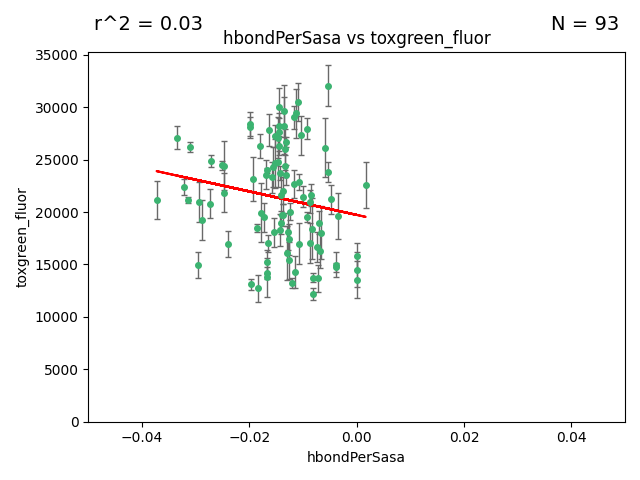 r^2 = 0.03 N = 93
hbondPerSasa vs toxgreen_fluor
35000
30000
25000
20000
15000
10000
5000
0
toxgreen_fluor
−0.04 −0.02 0.00 0.02 0.04
hbondPerSasa